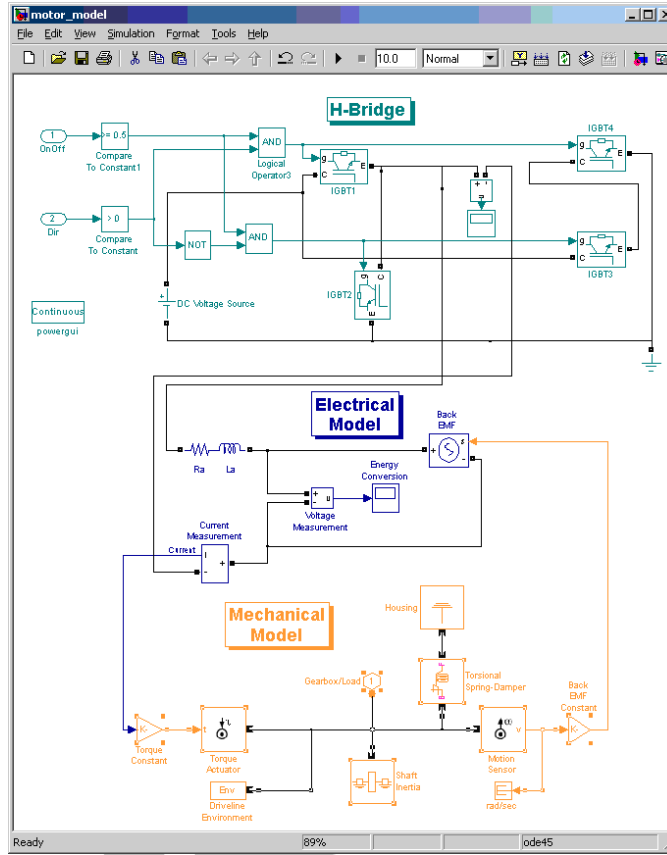 motor_model
File Edit View Simulation Format Tools Help
10.0 Normal
H-Bridge
1
OnOff
>= 0.5
Compare
To Constant1
AND
Logical
Operator3
g
C
E
IGBT1
IGBT4
g
C
E
+ -
v
2
Dir
> 0
Compare
To Constant
NOT
AND
g
C
E
IGBT2
g
C
E
IGBT3
+
DC Voltage Source
Continuous
powergui
Electrical
Model
Back
EMF
+
s
-
Ra
La
Energy
Conversion
+
-
v
Voltage
Measurement
Current
Measurement
Current
i
+
-
Mechanical
Model
Housing
Gearbox/Load
1
Torsional
Spring-Damper
Back
EMF
Constant
K-
Torque
Constant
t
Torque
Actuator
v
Motion
Sensor
K-
Env
Driveline
Environment
Shaft
Inertia
rad/sec
Ready
89%
ode45